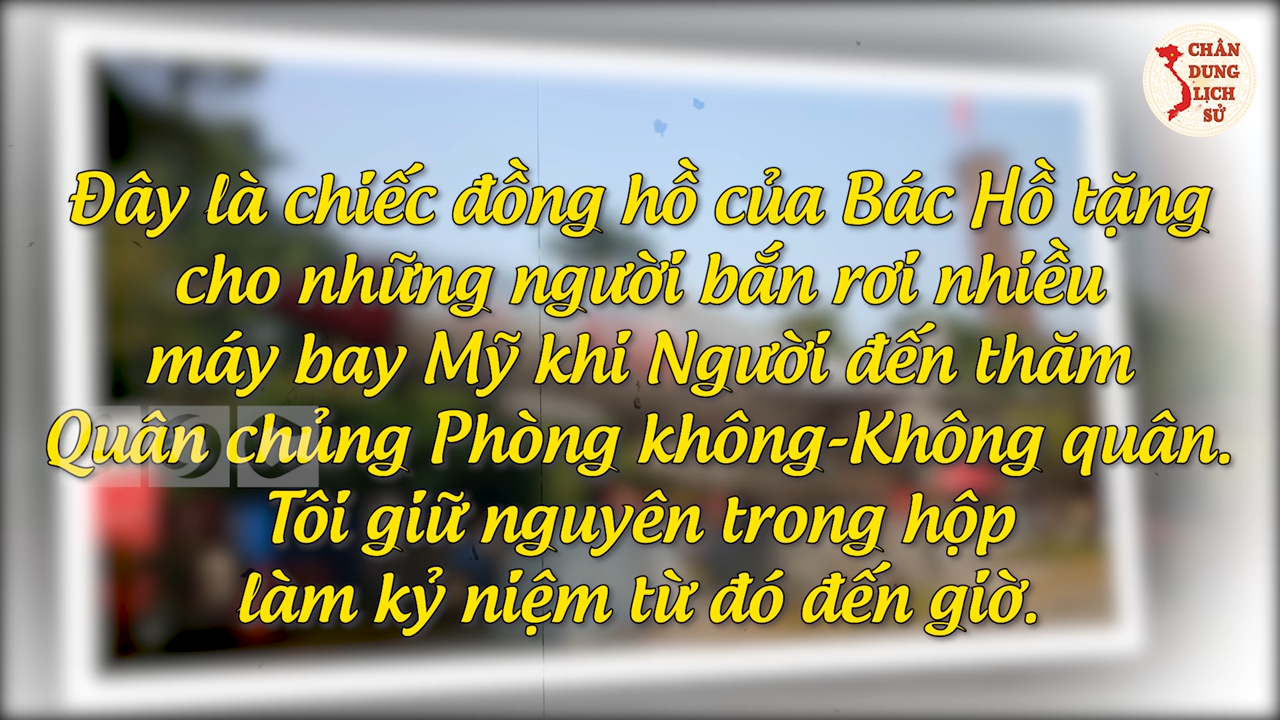 CHÂN
DUNG
LỊCH
SỬ
Đây là chiếc đồng hồ của Bác Hồ tặng
cho những người bắn rơi nhiều
máy bay Mỹ khi Người đến thăm
Quân chủng Phòng không-Không quân.
Tôi giữ nguyên trong hộp
làm kỷ niệm từ đó đến giờ.